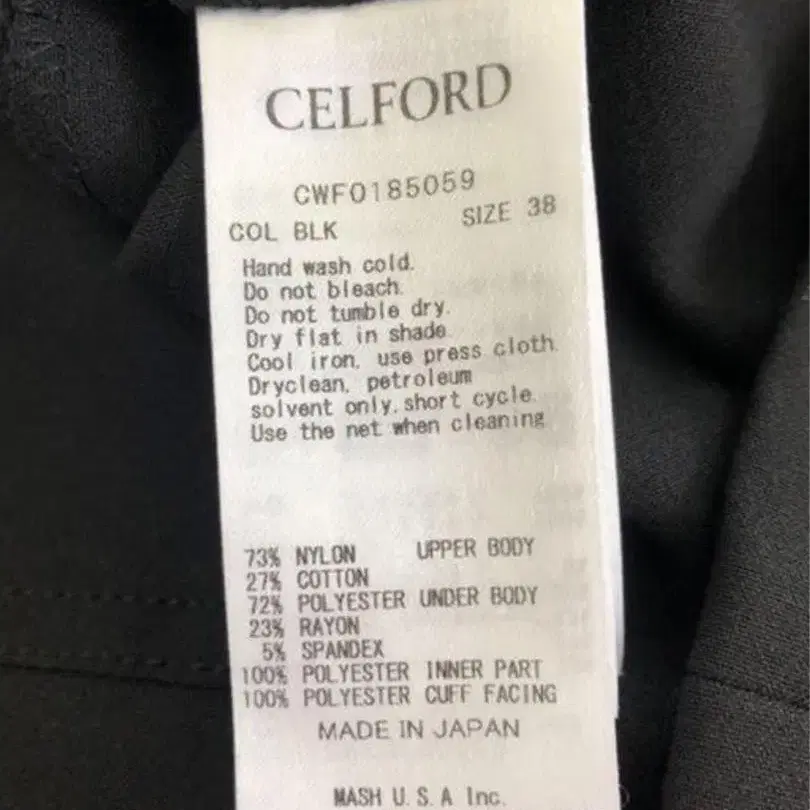 CELFORD
CWF0185059
COL BLK SIZE 38
Hand wash cold.
Do not bleach.
Do not tumble dry.
Dry flat in shade.
Cool iron, use press cloth.
Dryclean, petroleum
solvent only, short cycle.
Use the net when cleaning.
73% NYLON UPPER BODY
27% COTTON
72% POLYESTER UNDER BODY
23% RAYON
5% SPANDEX
100% POLYESTER INNER PART
100% POLYESTER CUFF FACING
MADE IN JAPAN
MASH U.S.A Inc.